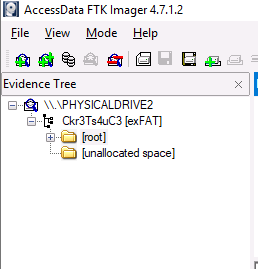 AccessData FTK Imager 4.7.1.2
File View Mode Help
Evidence Tree
\\.\PHYSICALDRIVE2
Ckr3Ts4uC3 [exFAT]
[root]
[unallocated space]